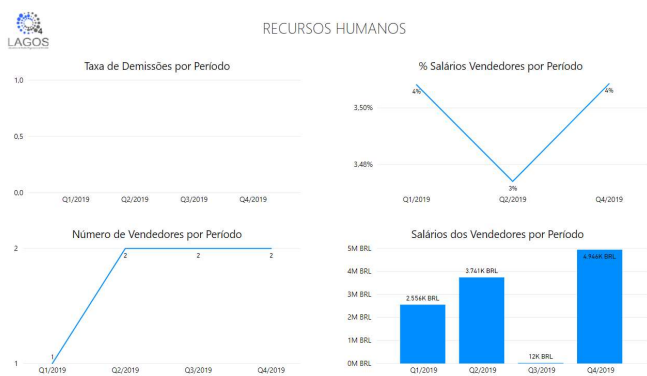 LAGOS
RECURSOS HUMANOS
Taxa de Demissões por Período
1.0
0.5
0.0
Q1/2019 Q2/2019 Q3/2019 Q4/2019
% Salários Vendedores por Período
3,50%
3,48%
4%
3%
4%
Q1/2019 Q2/2019 Q4/2019
Número de Vendedores por Período
2
1
1
2
2
2
Q1/2019 Q2/2019 Q3/2019 Q4/2019
Salários dos Vendedores por Período
5M BRL
4M BRL
3M BRL
2M BRL
1M BRL
0M BRL
2.556K BRL
3.741K BRL
12K BRL
4.946K BRL
Q1/2019 Q2/2019 Q3/2019 Q4/2019